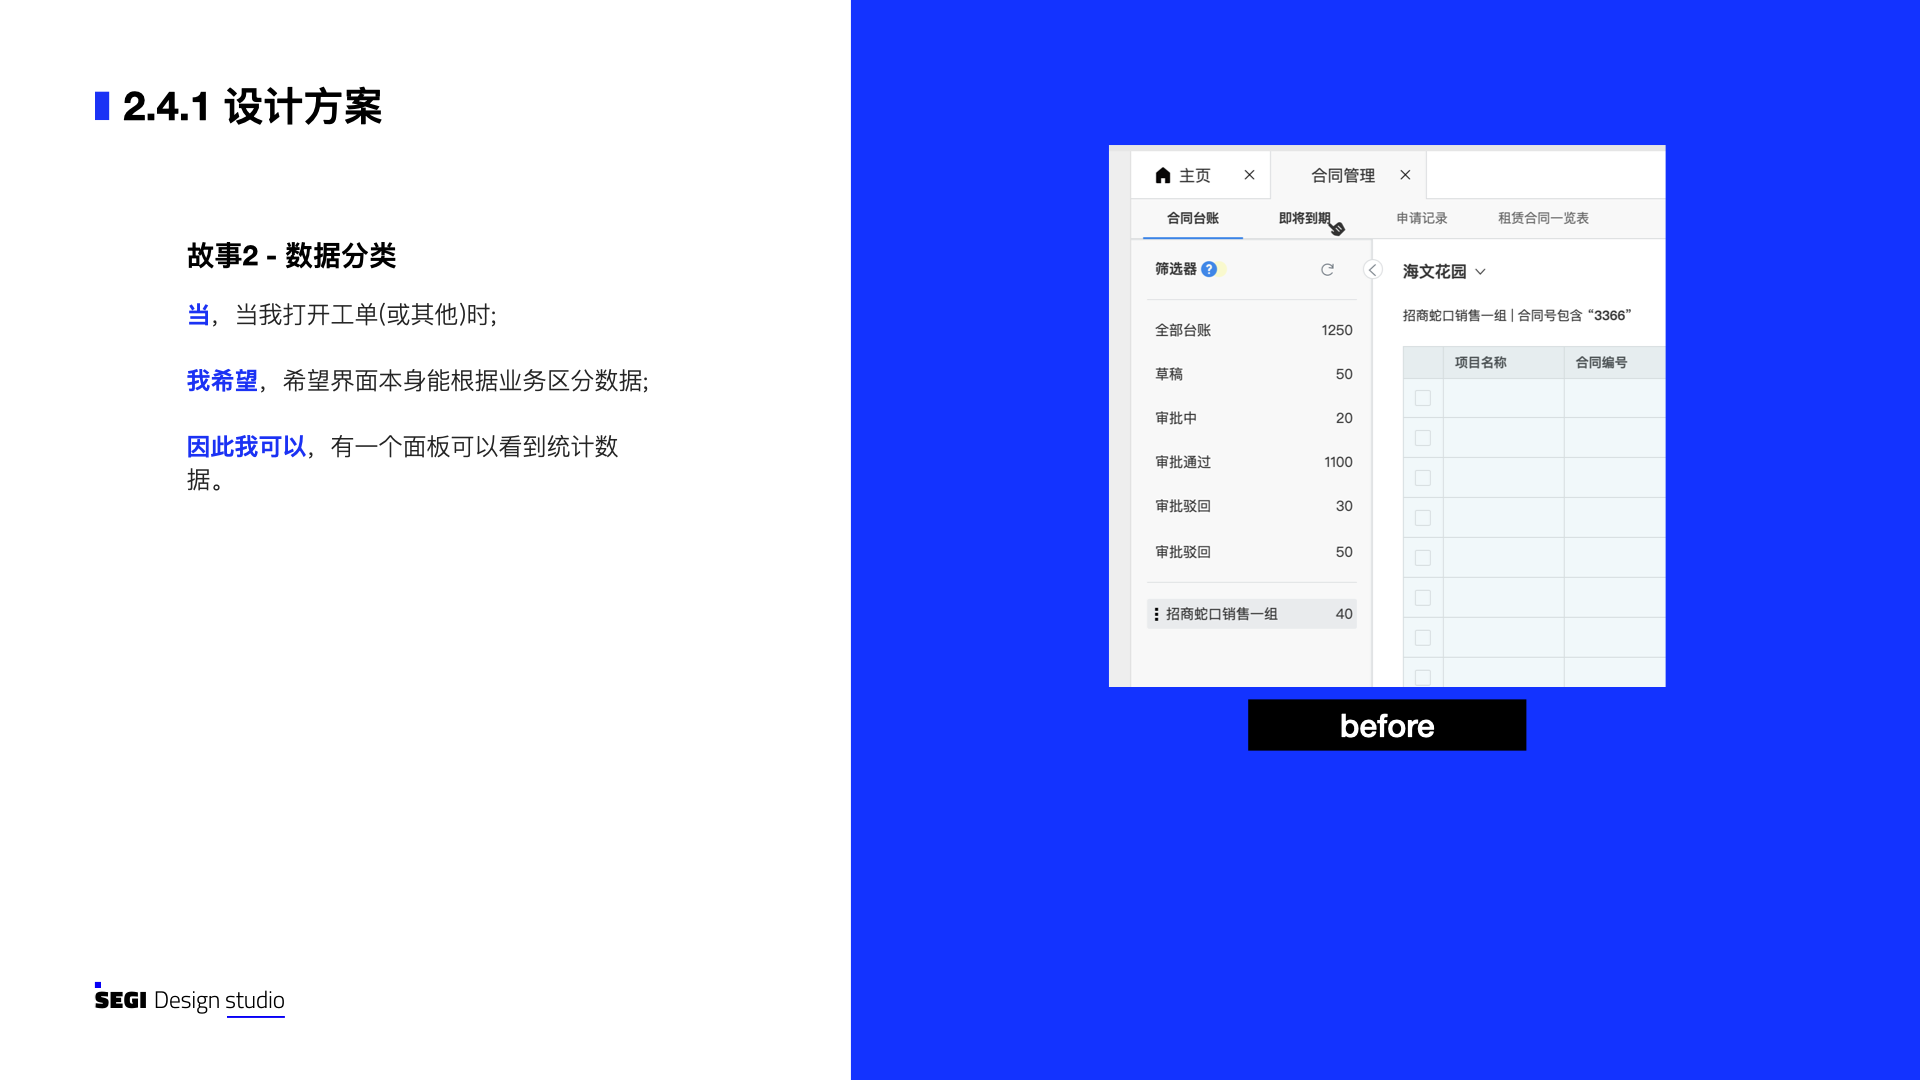 2.4.1 设计方案
故事2 - 数据分类
当，当我打开工单(或其他)时;
我希望，希望界面本身能根据业务区分数据;
因此我可以，有一个面板可以看到统计数
据。
SEGI Design studio
主页 合同管理
合同台账 即将到期 申请记录 租赁合同一览表
筛选器 ?
全部台账 1250
草稿 50
审批中 20
审批通过 1100
审批驳回 30
审批驳回 50
招商蛇口销售一组 40
海文花园
招商蛇口销售一组 | 合同号包含 “3366”
项目名称 合同编号
before